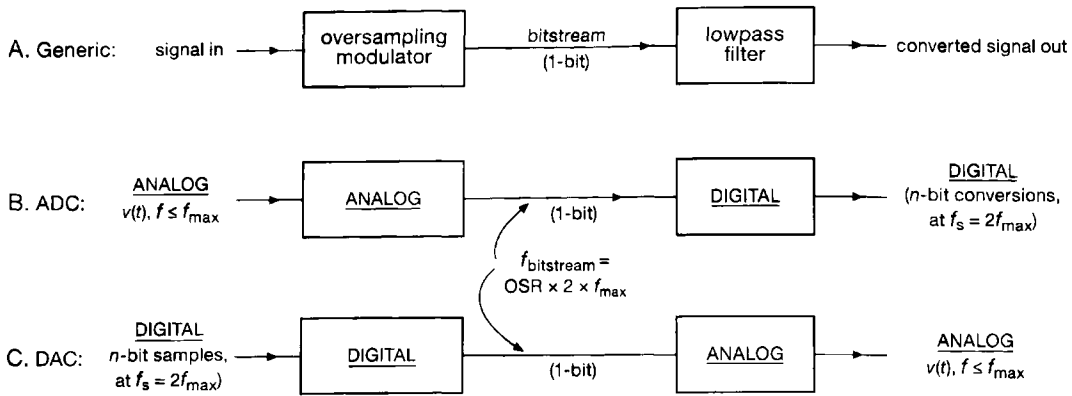 A. Generic:
signal in
oversampling
modulator
bitstream
(1-bit)
lowpass
filter
converted signal out
B. ADC:
ANALOG
v(t), f ≤ fmax
ANALOG
(1-bit)
DIGITAL
DIGITAL
(n-bit conversions,
at fs = 2fmax)
fbitstream =
OSR × 2 × fmax
C. DAC:
DIGITAL
n-bit samples,
at fs = 2fmax)
DIGITAL
(1-bit)
ANALOG
ANALOG
v(t), f ≤ fmax